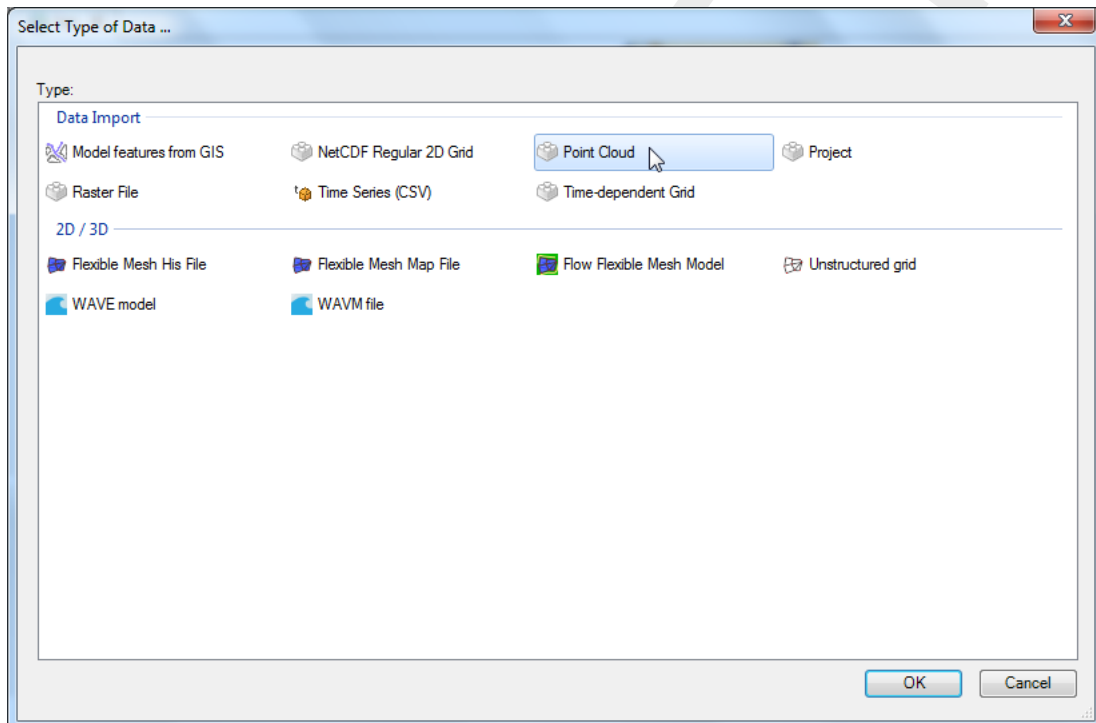 Select Type of Data ...
Type:
Data Import
Model features from GIS NetCDF Regular 2D Grid Point Cloud Project
Raster File Time Series (CSV) Time-dependent Grid
2D / 3D
Flexible Mesh His File Flexible Mesh Map File Flow Flexible Mesh Model Unstructured grid
WAVE model WAVM file
OK Cancel